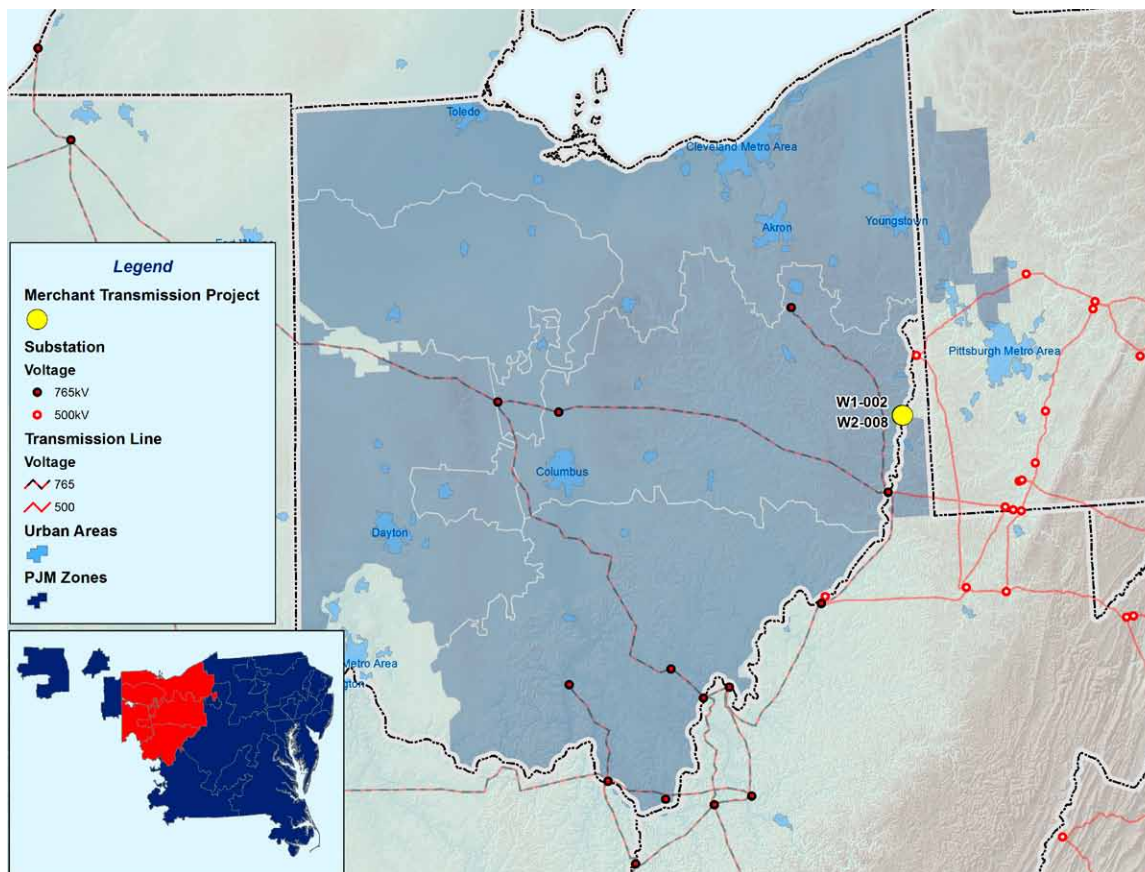 Toledo
Cleveland Metro Area
Akron
Youngstown
Legend
Merchant Transmission Project
Substation
Voltage
765kV
500kV
Transmission Line
Voltage
765
500
Urban Areas
PJM Zones
Pittsburgh Metro Area
W1-002
W2-008
Columbus
Dayton
Metro Area